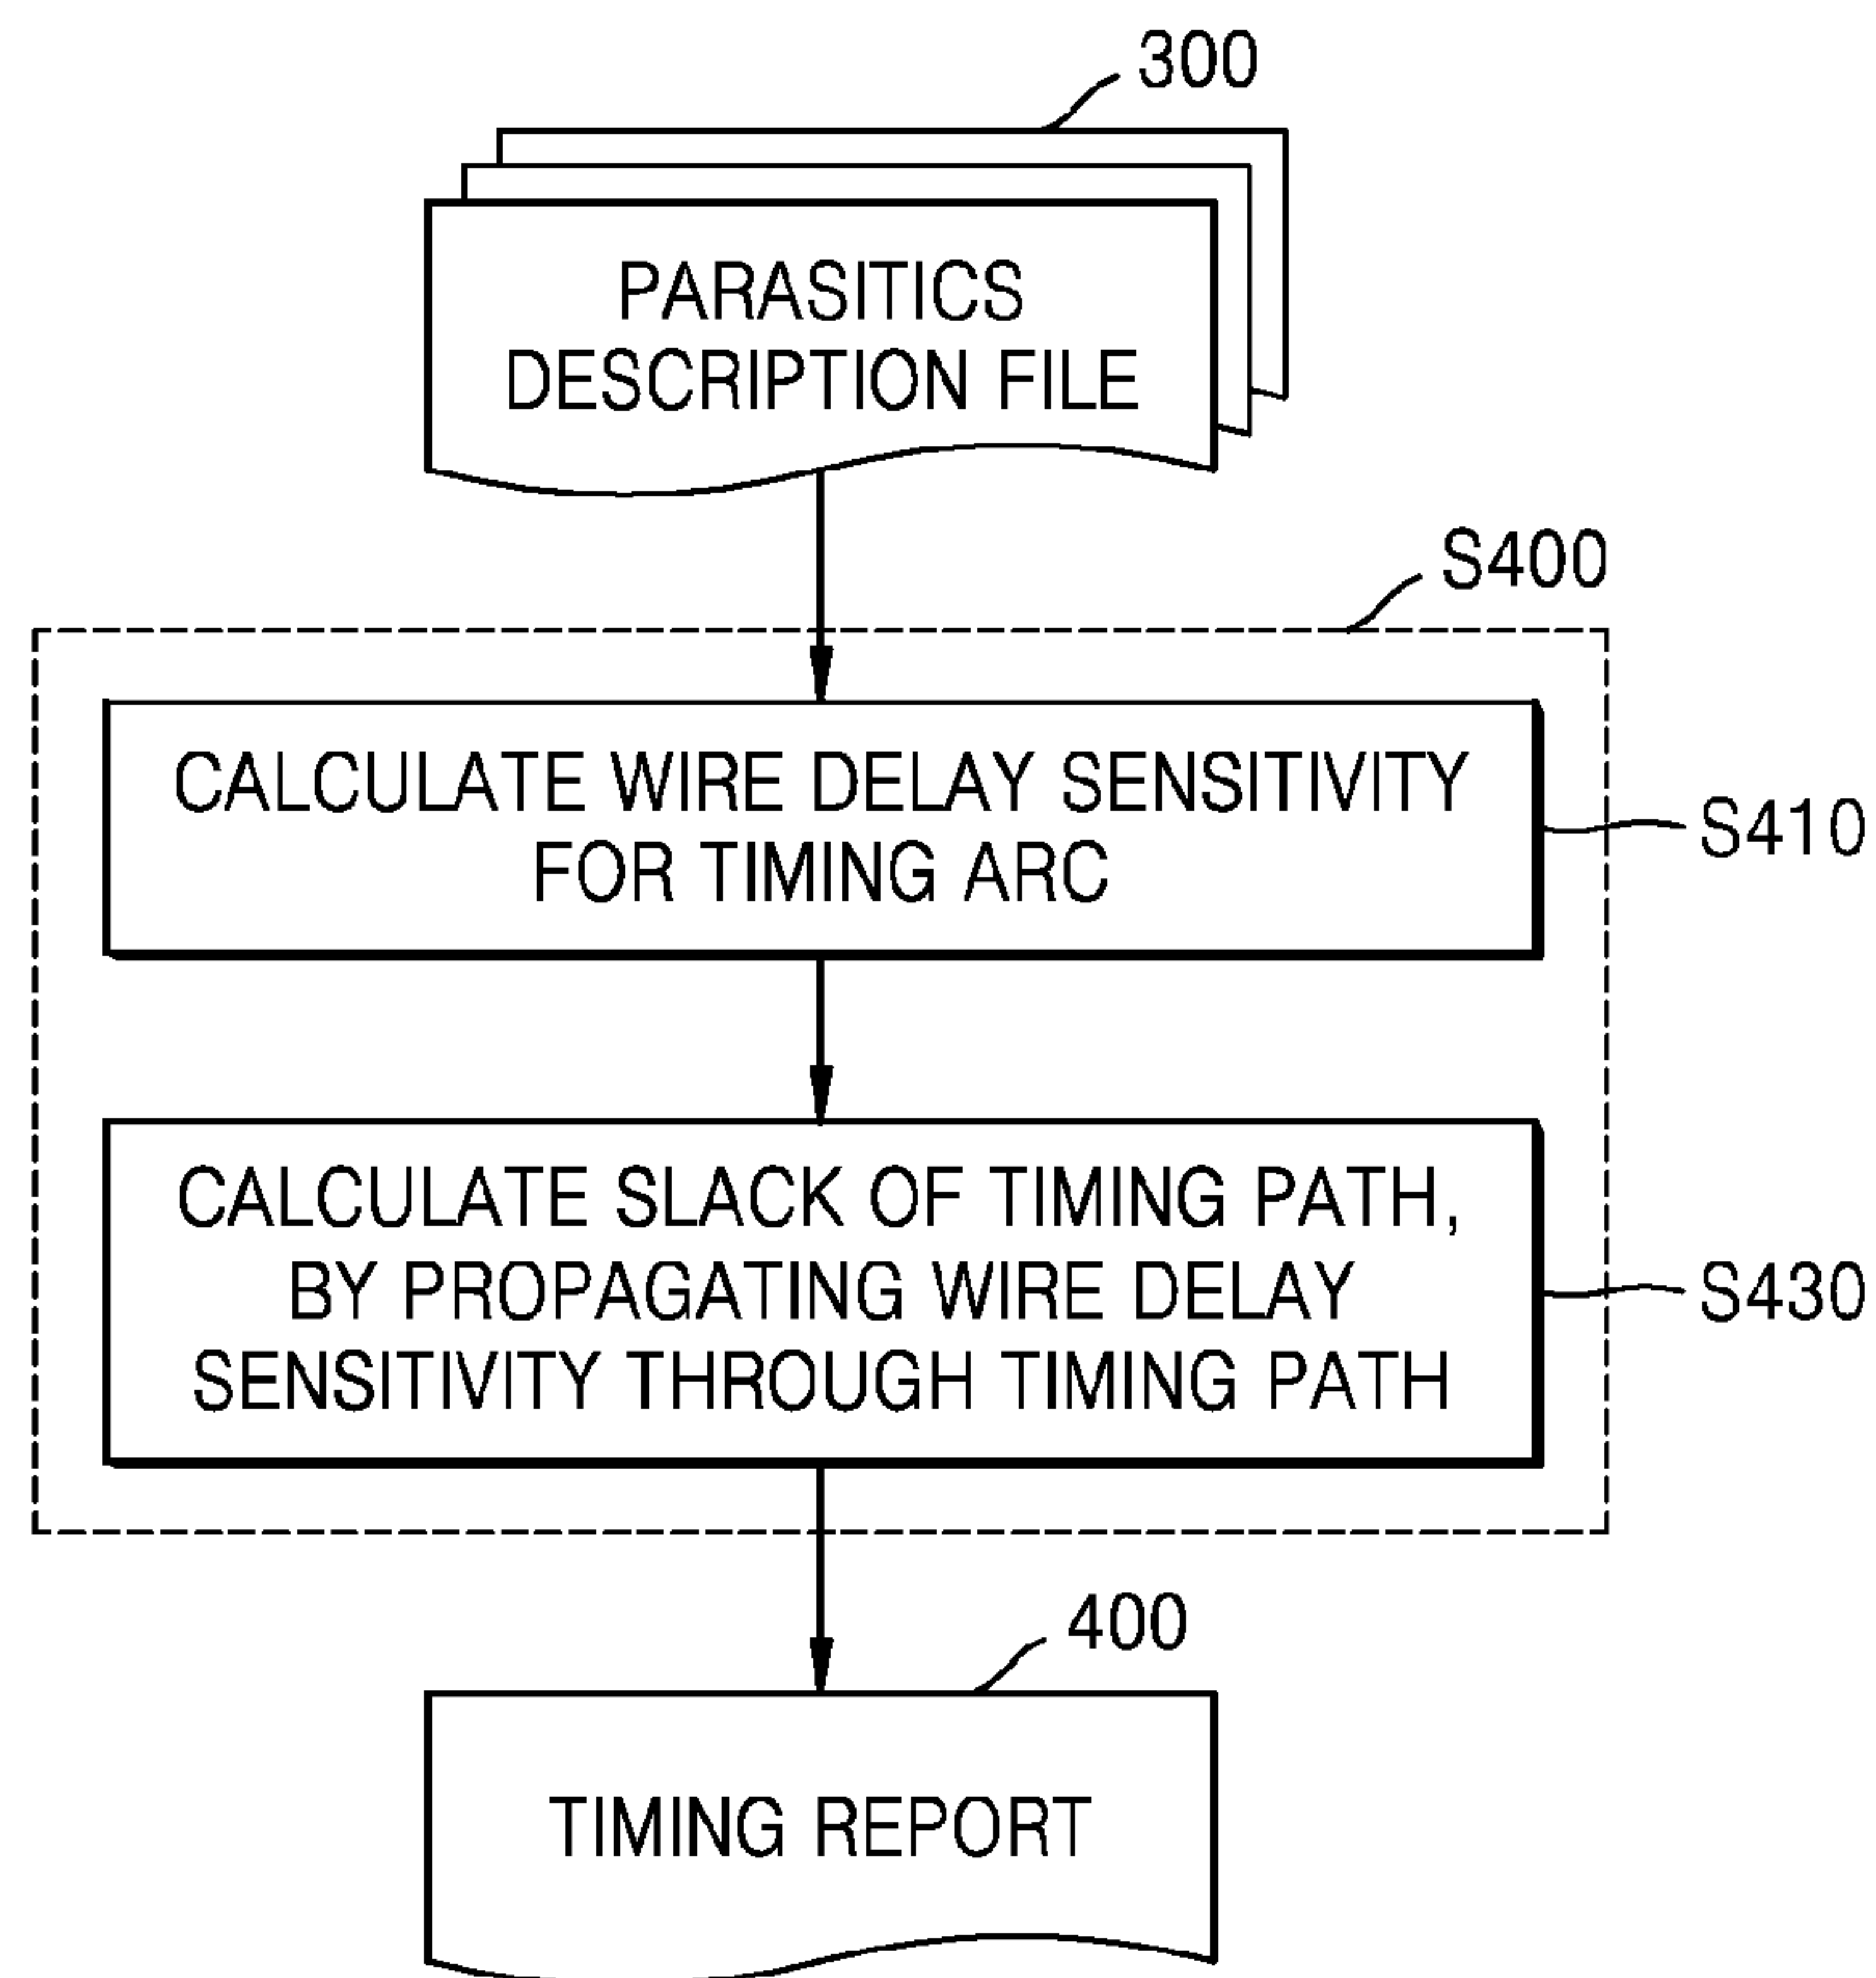 300
PARASITICS
DESCRIPTION FILE
S400
CALCULATE WIRE DELAY SENSITIVITY
FOR TIMING ARC
S410
CALCULATE SLACK OF TIMING PATH,
BY PROPAGATING WIRE DELAY
SENSITIVITY THROUGH TIMING PATH
S430
400
TIMING REPORT